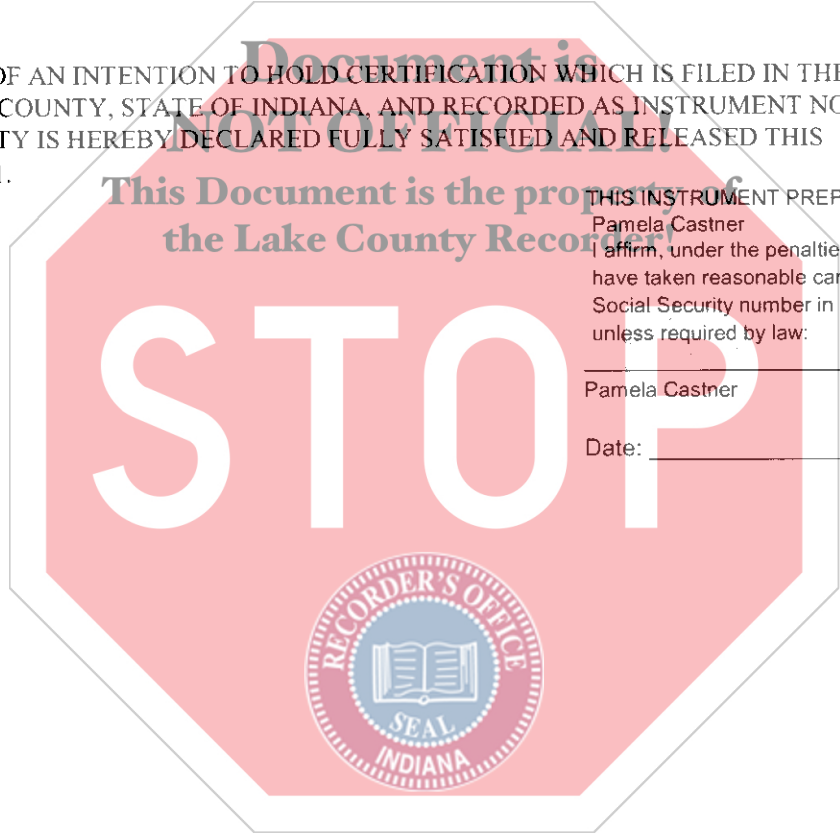 Document is
OF AN INTENTION TO HOLD CERTIFICATION WHICH IS FILED IN THE
COUNTY, STATE OF INDIANA, AND RECORDED AS INSTRUMENT NO
NOT OFFICIAL!
TY IS HEREBY DECLARED FULLY SATISFIED AND RELEASED THIS
This Document is the property of
the Lake County Recorder!
THIS INSTRUMENT PREP
Pamela Castner
I affirm, under the penaltie
have taken reasonable car
Social Security number in
unless required by law:
Pamela Castner
Date:
STOP
RECORDER'S OFFICE
SEAL
INDIANA